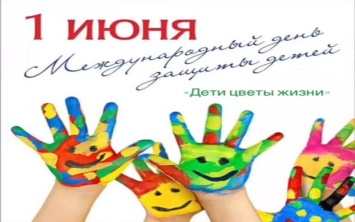 1 ИЮНЯ
Международный день
защиты детей
«Дети цветы жизни»